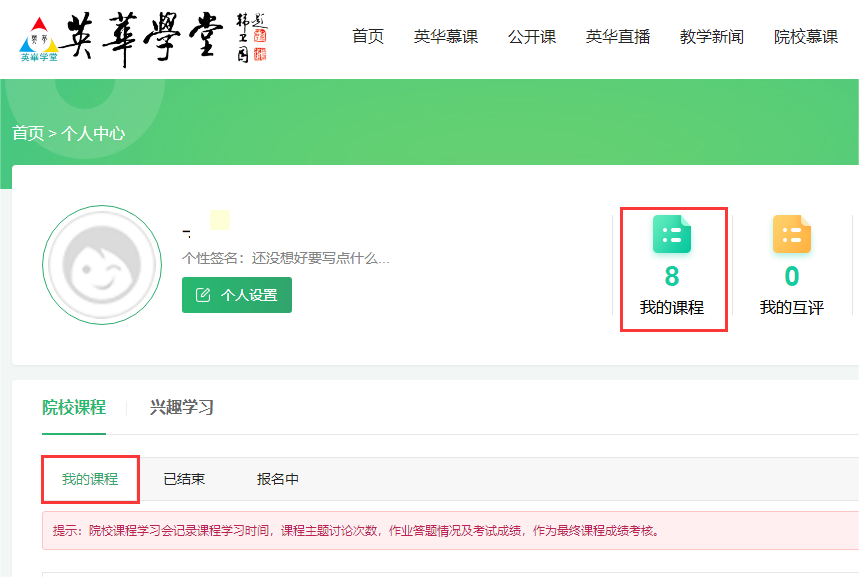 英華學堂
英華學堂
首页 英华慕课 公开课 英华直播 教学新闻 院校慕课
首页 > 个人中心
个性签名：还没想好要写点什么...
个人设置
8
我的课程
0
我的互评
院校课程 兴趣学习
我的课程 已结束 报名中
提示：院校课程学习会记录课程学习时间，课程主题讨论次数，作业答题情况及考试成绩，作为最终课程成绩考核。